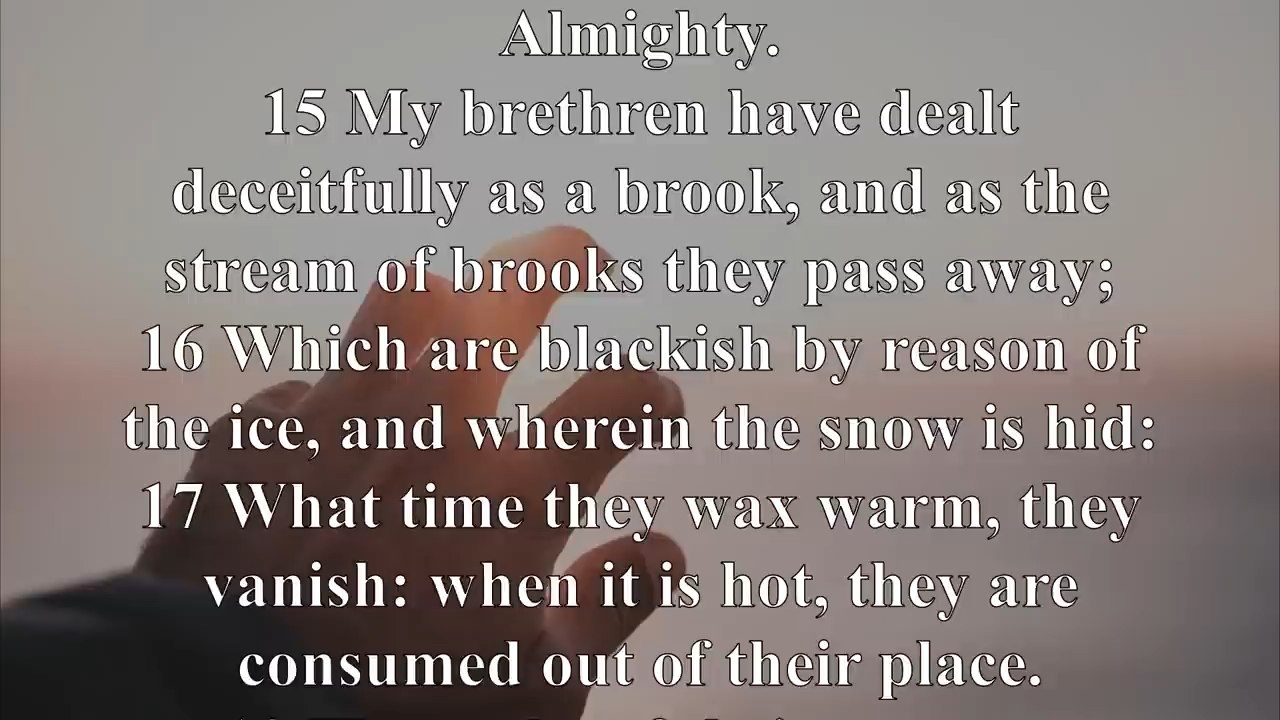 Almighty.
15 My brethren have dealt
deceitfully as a brook, and as the
stream of brooks they pass away;
16 Which are blackish by reason of
the ice, and wherein the snow is hid:
17 What time they wax warm, they
vanish: when it is hot, they are
consumed out of their place.